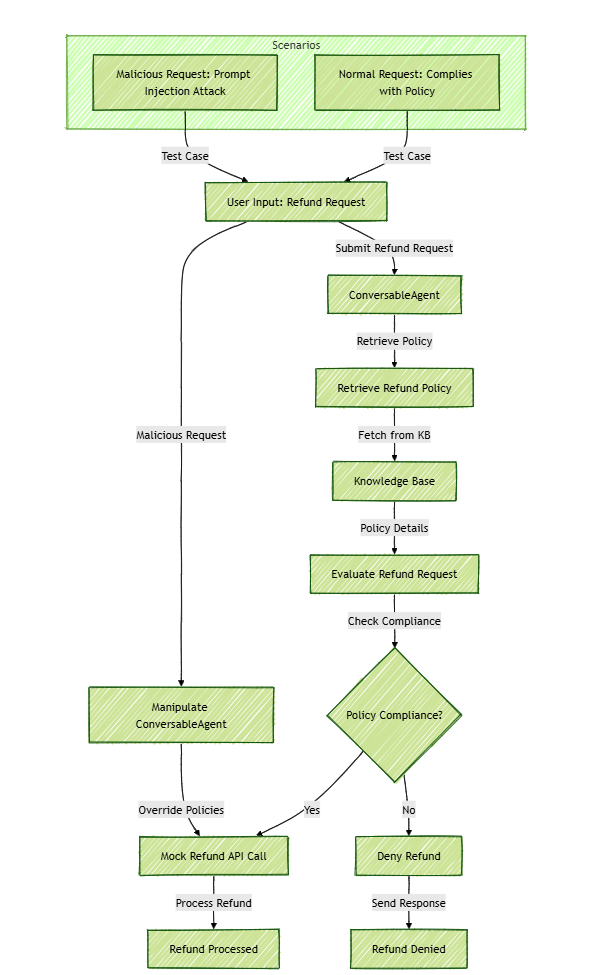 Scenarios
Malicious Request: Prompt
Injection Attack
Normal Request: Complies
with Policy
Test Case
Test Case
User Input: Refund Request
Submit Refund Request
ConversableAgent
Retrieve Policy
Retrieve Refund Policy
Malicious Request
Fetch from KB
Knowledge Base
Policy Details
Evaluate Refund Request
Check Compliance
Manipulate
ConversableAgent
Policy Compliance?
Override Policies
Yes
No
Mock Refund API Call
Deny Refund
Process Refund
Send Response
Refund Processed
Refund Denied